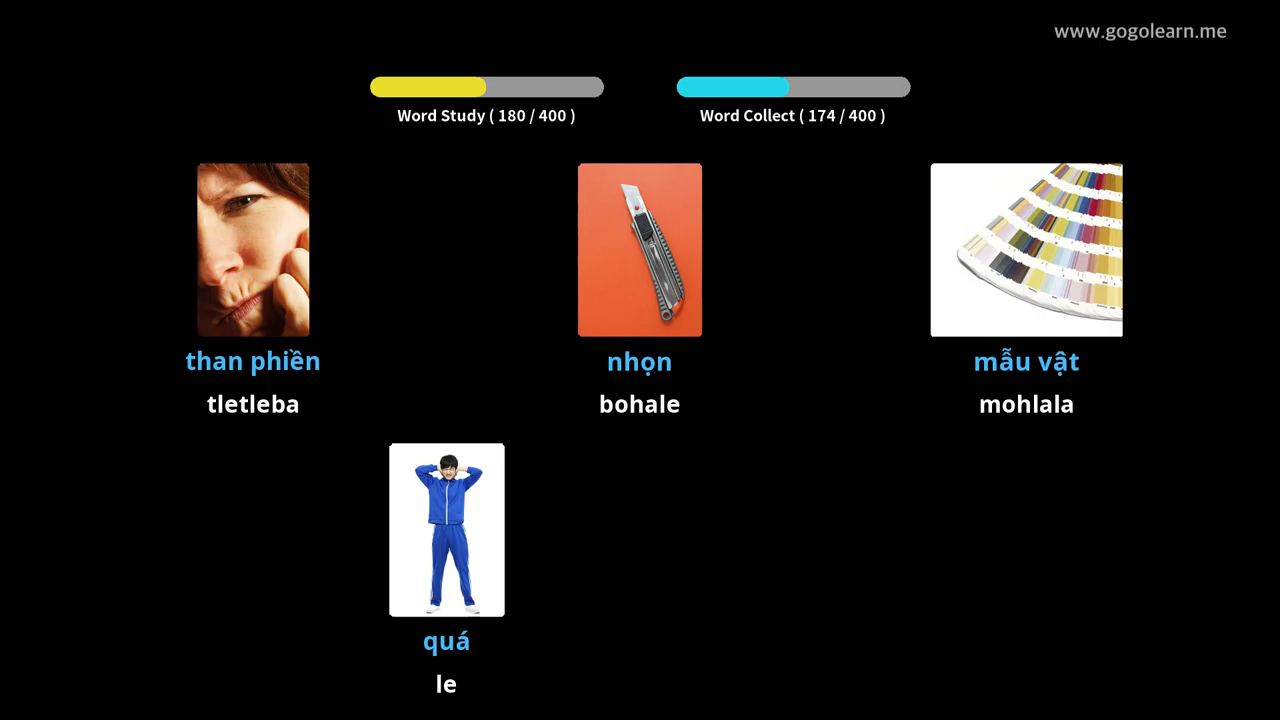 www.gogolearn.me
Word Study ( 180 / 400 )
Word Collect ( 174 / 400 )
than phiền
nhọn
mẫu vật
tletleba
bohale
mohlala
quá
le